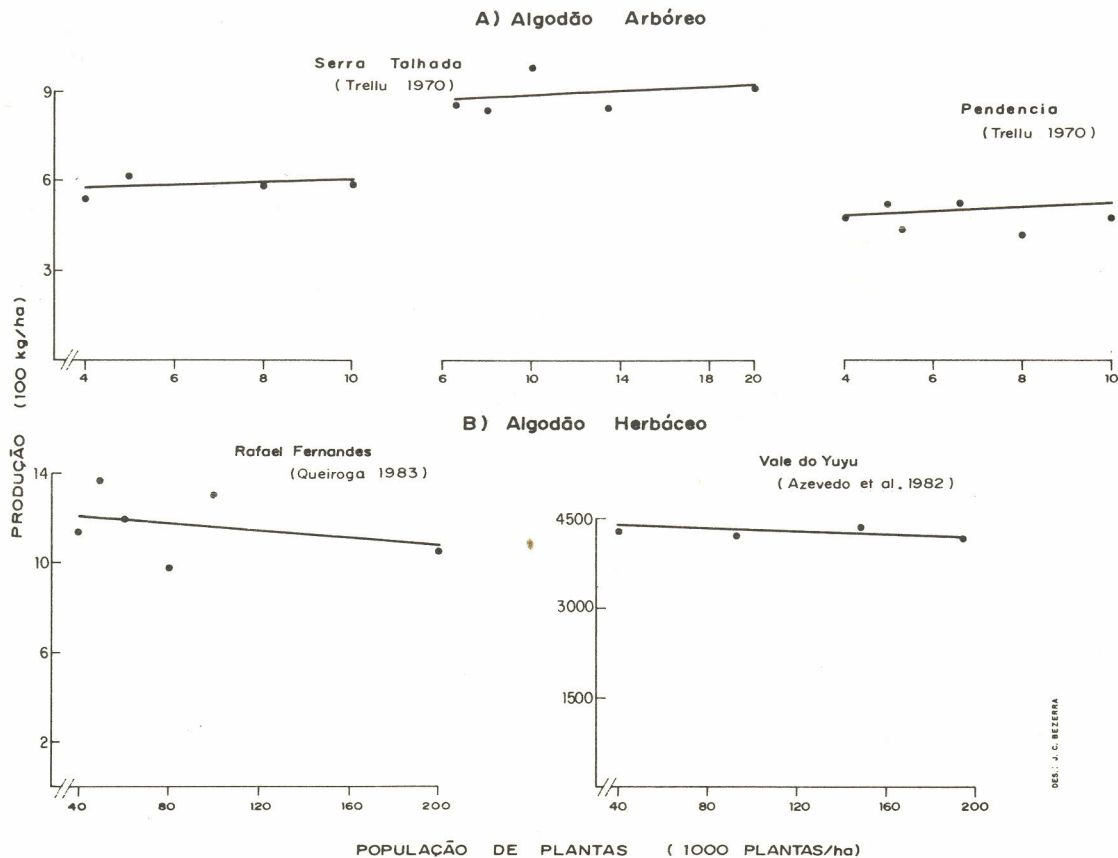 A) Algodão Arbóreo
Serra Talhada
(Trellu 1970)
Pendencia
(Trellu 1970)
9
6
3
4 6 8 10
6 10 14 18 20
4 6 8 10
PRODUÇÃO (100 kg/ha)
B) Algodão Herbáceo
Rafael Fernandes
(Queiroga 1983)
Vale do Yuyu
(Azevedo et al. 1982)
14
10
6
2
4500
3000
1500
40 80 120 160 200
40 80 120 160 200
POPULAÇÃO DE PLANTAS (1000 PLANTAS/ha)
DES.: J. C. BEZERRA